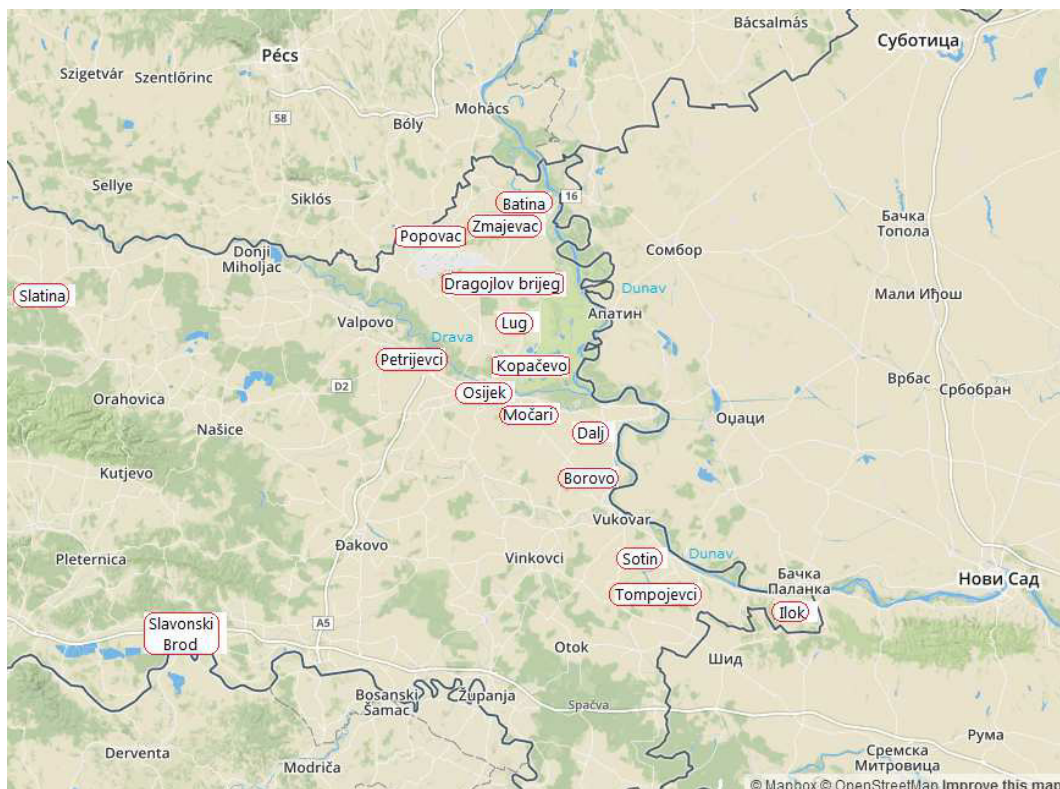 Bácsalmás
Суботица
Pécs
Szigetvár
Szentlőrinc
Mohács
58
Bóly
Sellye
Siklós
Batina
16
Zmajevac
Popovac
Бачка
Топола
Сомбор
Donji
Miholjac
Dragojlov brijeg
Dunav
Slatina
Мали Иђош
Апатин
Valpovo
Lug
Drava
Petrijevci
Kopačevo
D2
Врбас
Србобран
Osijek
Orahovica
Močari
Оџаци
Našice
Dalj
Kutjevo
Borovo
Vukovar
Đakovo
Vinkovci
Sotin
Dunav
Pleternica
Бачка
Паланка
Нови Сад
Tompojevci
Ilok
Slavonski
Brod
A5
Otok
Шид
Bosanski
Šamac
Županja
Spačva
Рума
Derventa
Modriča
Сремска
Митровица
© Mapbox © OpenStreetMap Improve this map